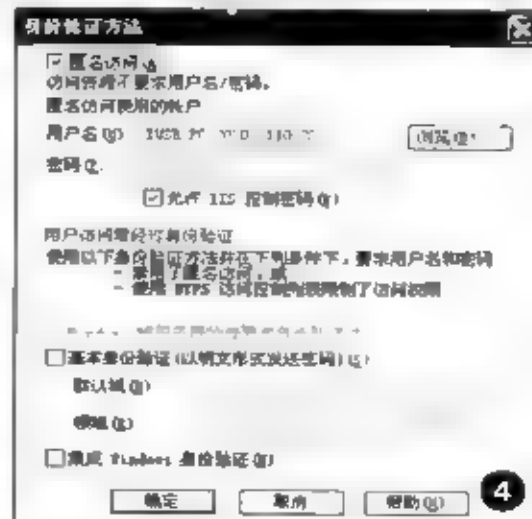 身份验证方法
匿名访问
访问资源不要求用户名/密码。
匿名访问使用的帐户
用户名(U) 浏览(B)
密码(P)
允许 IIS 控制密码(O)
用户访问需经过身份验证
使用以下身份验证方法并在下列条件下,要求用户名和密码
- 禁用了匿名访问,或
- 使用 NTFS 访问控制列表限制了访问权限
基本身份验证(以明文形式发送密码)(S)
默认域(D)
领域(R)
集成 Windows 身份验证(W)
确定 取消 帮助(H)
4